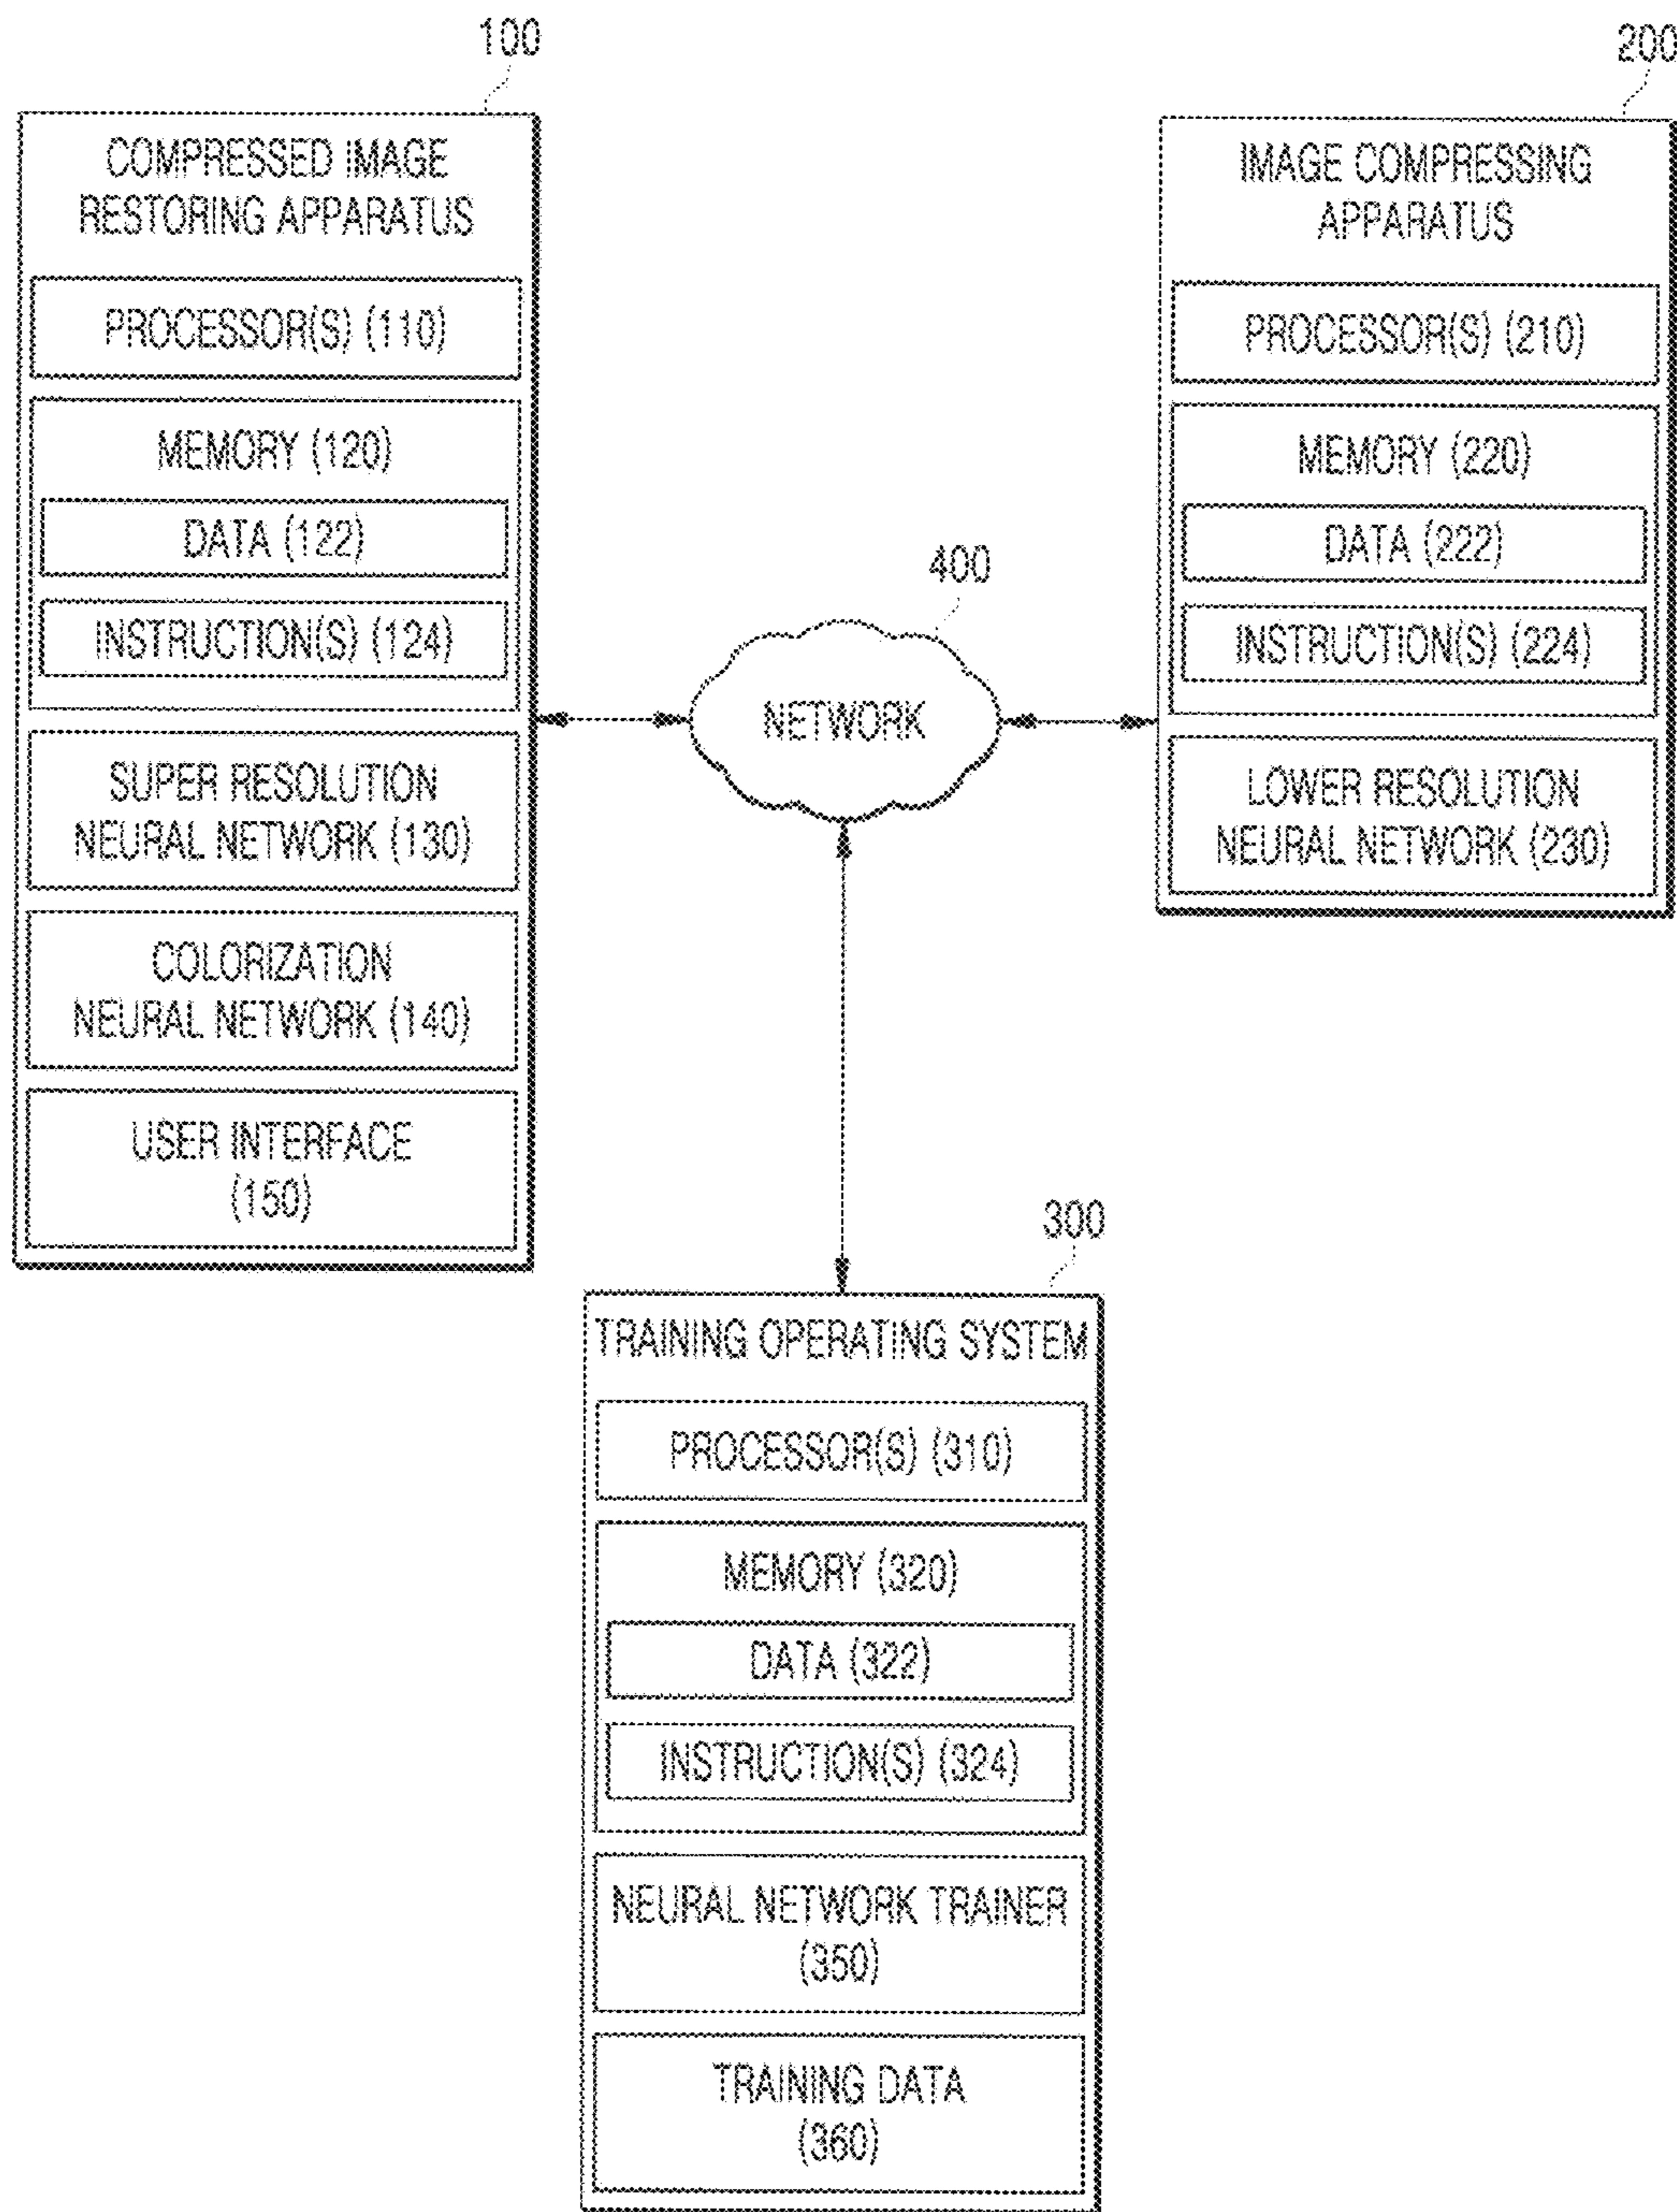 100
COMPRESSED IMAGE
RESTORING APPARATUS
PROCESSOR(S) (110)
MEMORY (120)
DATA (122)
INSTRUCTION(S) (124)
SUPER RESOLUTION
NEURAL NETWORK (130)
COLORIZATION
NEURAL NETWORK (140)
USER INTERFACE
(150)
200
IMAGE COMPRESSING
APPARATUS
PROCESSOR(S) (210)
MEMORY (220)
DATA (222)
INSTRUCTION(S) (224)
LOWER RESOLUTION
NEURAL NETWORK (230)
400
NETWORK
300
TRAINING OPERATING SYSTEM
PROCESSOR(S) (310)
MEMORY (320)
DATA (322)
INSTRUCTION(S) (324)
NEURAL NETWORK TRAINER
(350)
TRAINING DATA
(360)